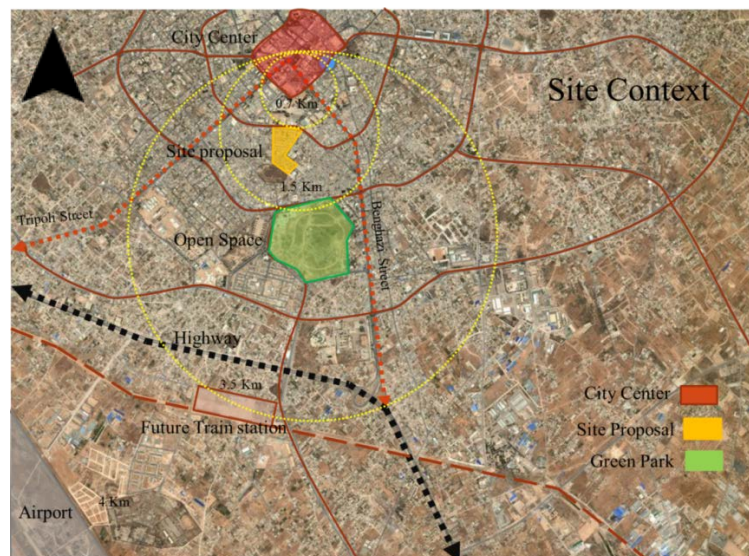 City Center
Site Context
0.7 Km
Site proposal
1.5 Km
Tripoli Street
Open Space
Benghazi Street
Highway
3.5 Km
City Center
Future Train station
Site Proposal
Green Park
4 Km
Airport